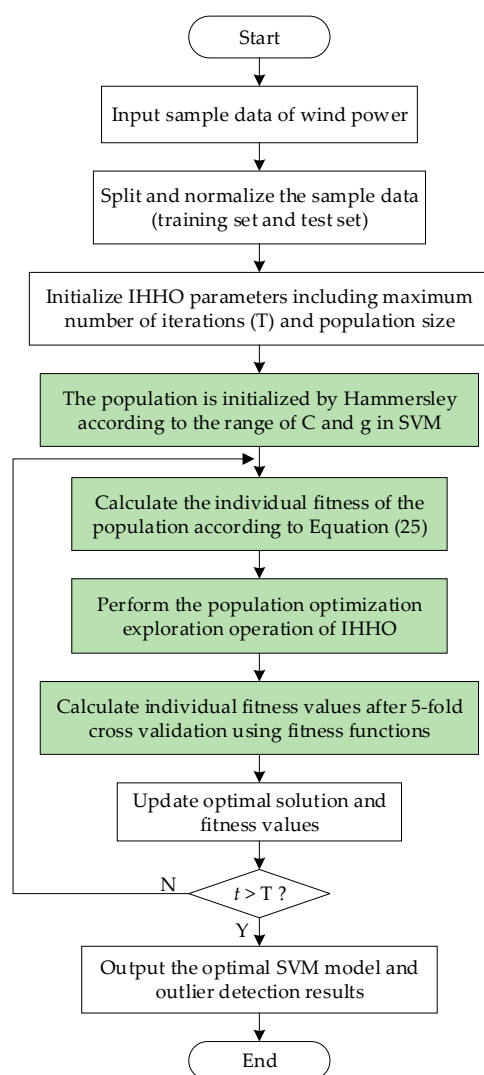 Start
Input sample data of wind power
Split and normalize the sample data
(training set and test set)
Initialize IHHO parameters including maximum
number of iterations (T) and population size
The population is initialized by Hammersley
according to the range of C and g in SVM
Calculate the individual fitness of the
population according to Equation (25)
Perform the population optimization
exploration operation of IHHO
Calculate individual fitness values after 5-fold
cross validation using fitness functions
Update optimal solution and
fitness values
N
t > T ?
Y
Output the optimal SVM model and
outlier detection results
End